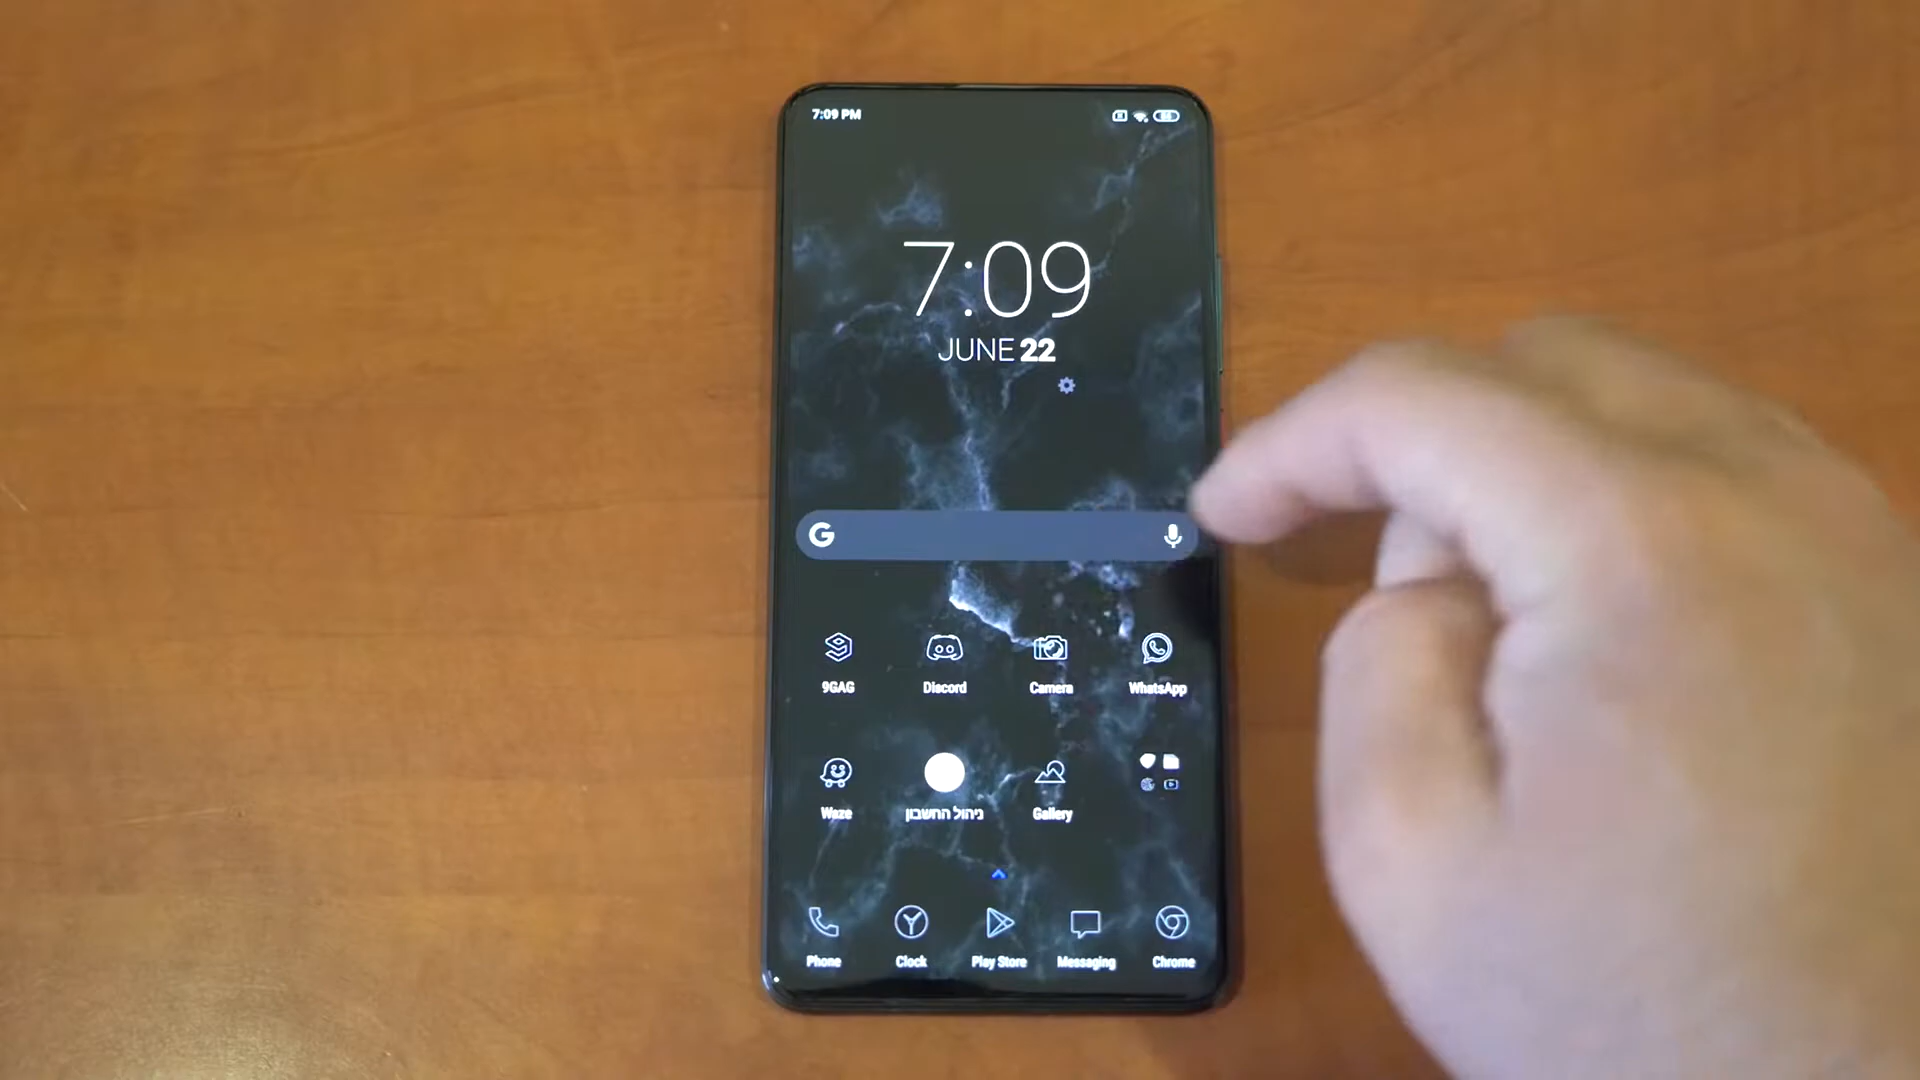 7:09 PM
7:09
JUNE 22
G
9GAG
Discord
Camera
WhatsApp
Waze
ניהול החשבון
Gallery
Phone
Clock
Play Store
Messaging
Chrome